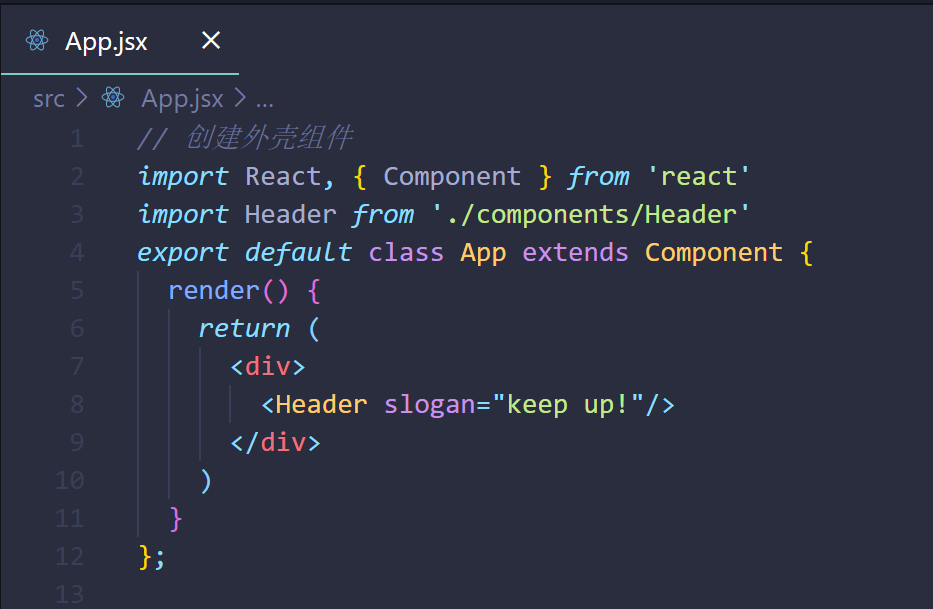 App.jsx ×
src > App.jsx > ...
1 // 创建外壳组件
2 import React, { Component } from 'react'
3 import Header from './components/Header'
4 export default class App extends Component {
5   render() {
6     return (
7       <div>
8         <Header slogan="keep up!"/>
9       </div>
10     )
11   }
12 };
13